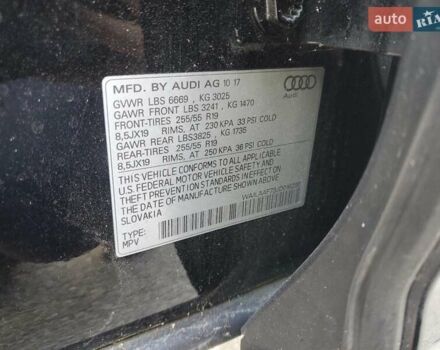 AUTO
RIA
MFD. BY AUDI AG 10 17
Audi
GVWR LBS 6669 , KG 3025
GAWR FRONT LBS 3241 , KG 1470
FRONT-TIRES 255/55 R19
8,5JX19 RIMS, AT 230 KPA 33 PSI COLD
GAWR REAR LBS3825 , KG 1735
REAR-TIRES 255/55 R19
8,5JX19 RIMS, AT 250 KPA 36 PSI COLD
THIS VEHICLE CONFORMS TO ALL APPLICABLE
U.S. FEDERAL MOTOR VEHICLE SAFETY AND
THEFT PREVENTION STANDARDS IN EFFECT ON
THE DATE OF MANUFACTURE SHOWN ABOVE
SLOVAKIA
TYPE:
MPV